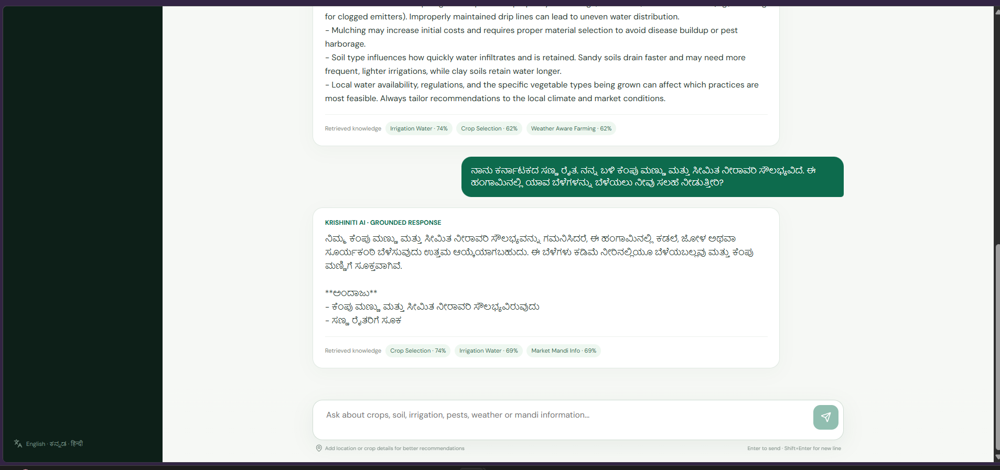 for clogged emitters). Improperly maintained drip lines can lead to uneven water distribution.
- Mulching may increase initial costs and requires proper material selection to avoid disease buildup or pest
harborage.
- Soil type influences how quickly water infiltrates and is retained. Sandy soils drain faster and may need more
frequent, lighter irrigations, while clay soils retain water longer.
- Local water availability, regulations, and the specific vegetable types being grown can affect which practices are
most feasible. Always tailor recommendations to the local climate and market conditions.
Retrieved knowledge Irrigation Water · 74% Crop Selection · 62% Weather Aware Farming · 62%
ನಾನು ಕರ್ನಾಟಕದ ಸಣ್ಣ ರೈತ. ನನ್ನ ಬಳಿ ಕೆಂಪು ಮಣ್ಣು ಮತ್ತು ಸೀಮಿತ ನೀರಾವರಿ ಸೌಲಭ್ಯವಿದೆ. ಈ
ಹಂಗಾಮಿನಲ್ಲಿ ಯಾವ ಬೆಳೆಗಳನ್ನು ಬೆಳೆಯಲು ನೀವು ಸಲಹೆ ನೀಡುತ್ತೀರಿ?
KRISHINITI AI · GROUNDED RESPONSE
ನಿಮ್ಮ ಕೆಂಪು ಮಣ್ಣು ಮತ್ತು ಸೀಮಿತ ನೀರಾವರಿ ಸೌಲಭ್ಯವನ್ನು ಗಮನಿಸಿದರೆ, ಈ ಹಂಗಾಮಿನಲ್ಲಿ ಕಡಲೆ, ಜೋಳ ಅಥವಾ
ಸೂರ್ಯಕಂಠಿ ಬೆಳೆಸುವುದು ಉತ್ತಮ ಆಯ್ಕೆಯಾಗಬಹುದು. ಈ ಬೆಳೆಗಳು ಕಡಿಮೆ ನೀರಿನಲ್ಲಿಯೂ ಬೆಳೆಯಬಲ್ಲವು ಮತ್ತು ಕೆಂಪು
ಮಣ್ಣಿಗೆ ಸೂಕ್ತವಾಗಿವೆ.
**ಅಂದಾಜು**
- ಕೆಂಪು ಮಣ್ಣು ಮತ್ತು ಸೀಮಿತ ನೀರಾವರಿ ಸೌಲಭ್ಯವಿರುವುದು
- ಸಣ್ಣ ರೈತರಿಗೆ ಸೂಕ
Retrieved knowledge Crop Selection · 74% Irrigation Water · 69% Market Mandi Info · 69%
Ask about crops, soil, irrigation, pests, weather or mandi information...
English · ಕನ್ನಡ · हिन्दी
Add location or crop details for better recommendations
Enter to send · Shift+Enter for new line